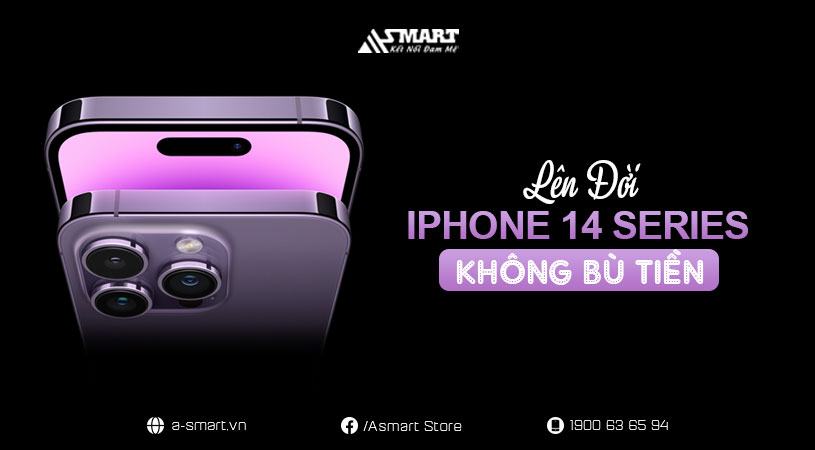 ASMART
Kết Nối Đam Mê
Lên Đời
IPHONE 14 SERIES
KHÔNG BÙ TIỀN
a-smart.vn
/Asmart Store
1900 63 65 94